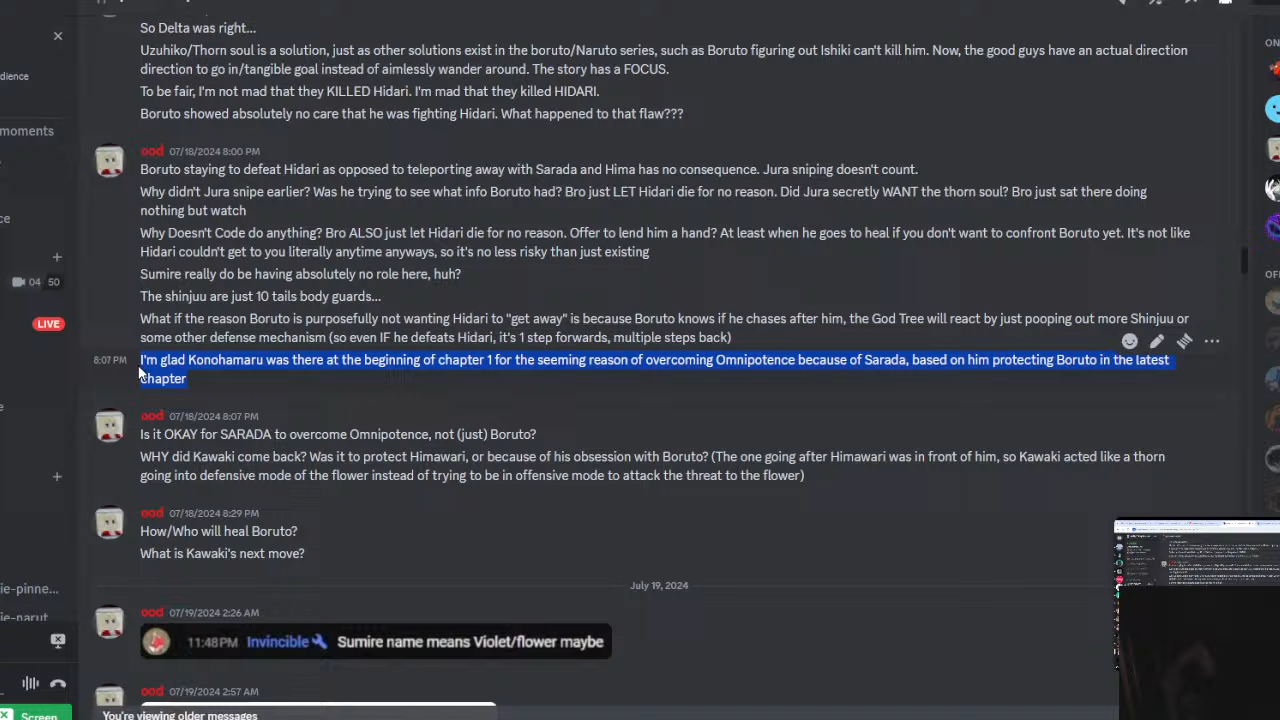 So Delta was right...
Uzuhiko/Thorn soul is a solution, just as other solutions exist in the boruto/Naruto series, such as Boruto figuring out Ishiki can't kill him. Now, the good guys have an actual direction
direction to go in/tangible goal instead of aimlessly wander around. The story has a FOCUS.
dience
To be fair, I'm not mad that they KILLED Hidari. I'm mad that they killed HIDARI.
Boruto showed absolutely no care that he was fighting Hidari. What happened to that flaw???
moments
ood 07/18/2024 8:00 PM
Boruto staying to defeat Hidari as opposed to teleporting away with Sarada and Hima has no consequence. Jura sniping doesn't count.
Why didn't Jura snipe earlier? Was he trying to see what info Boruto had? Bro just LET Hidari die for no reason. Did Jura secretly WANT the thorn soul? Bro just sat there doing
nothing but watch
ce
Why Doesn't Code do anything? Bro ALSO just let Hidari die for no reason. Offer to lend him a hand? At least when he goes to heal if you don't want to confront Boruto yet. It's not like
Hidari couldn't get to you literally anytime anyways, so it's no less risky than just existing
Sumire really do be having absolutely no role here, huh?
04 50
The shinjuu are just 10 tails body guards...
What if the reason Boruto is purposefully not wanting Hidari to "get away" is because Boruto knows if he chases after him, the God Tree will react by just pooping out more Shinjuu or
LIVE
some other defense mechanism (so even IF he defeats Hidari, it's 1 step forwards, multiple steps back)
8:07 PM I'm glad Konohamaru was there at the beginning of chapter 1 for the seeming reason of overcoming Omnipotence because of Sarada, based on him protecting Boruto in the latest
chapter
ood 07/18/2024 8:07 PM
Is it OKAY for SARADA to overcome Omnipotence, not (just) Boruto?
WHY did Kawaki come back? Was it to protect Himawari, or because of his obsession with Boruto? (The one going after Himawari was in front of him, so Kawaki acted like a thorn
going into defensive mode of the flower instead of trying to be in offensive mode to attack the threat to the flower)
ood 07/18/2024 8:29 PM
How/Who will heal Boruto?
What is Kawaki's next move?
July 19, 2024
ie-pinne...
ood 07/19/2024 2:26 AM
ie-narut
11:48 PM Invincible Sumire name means Violet/flower maybe
ood 07/19/2024 2:57 AM
Screen
You're viewing older messages
ON
OF